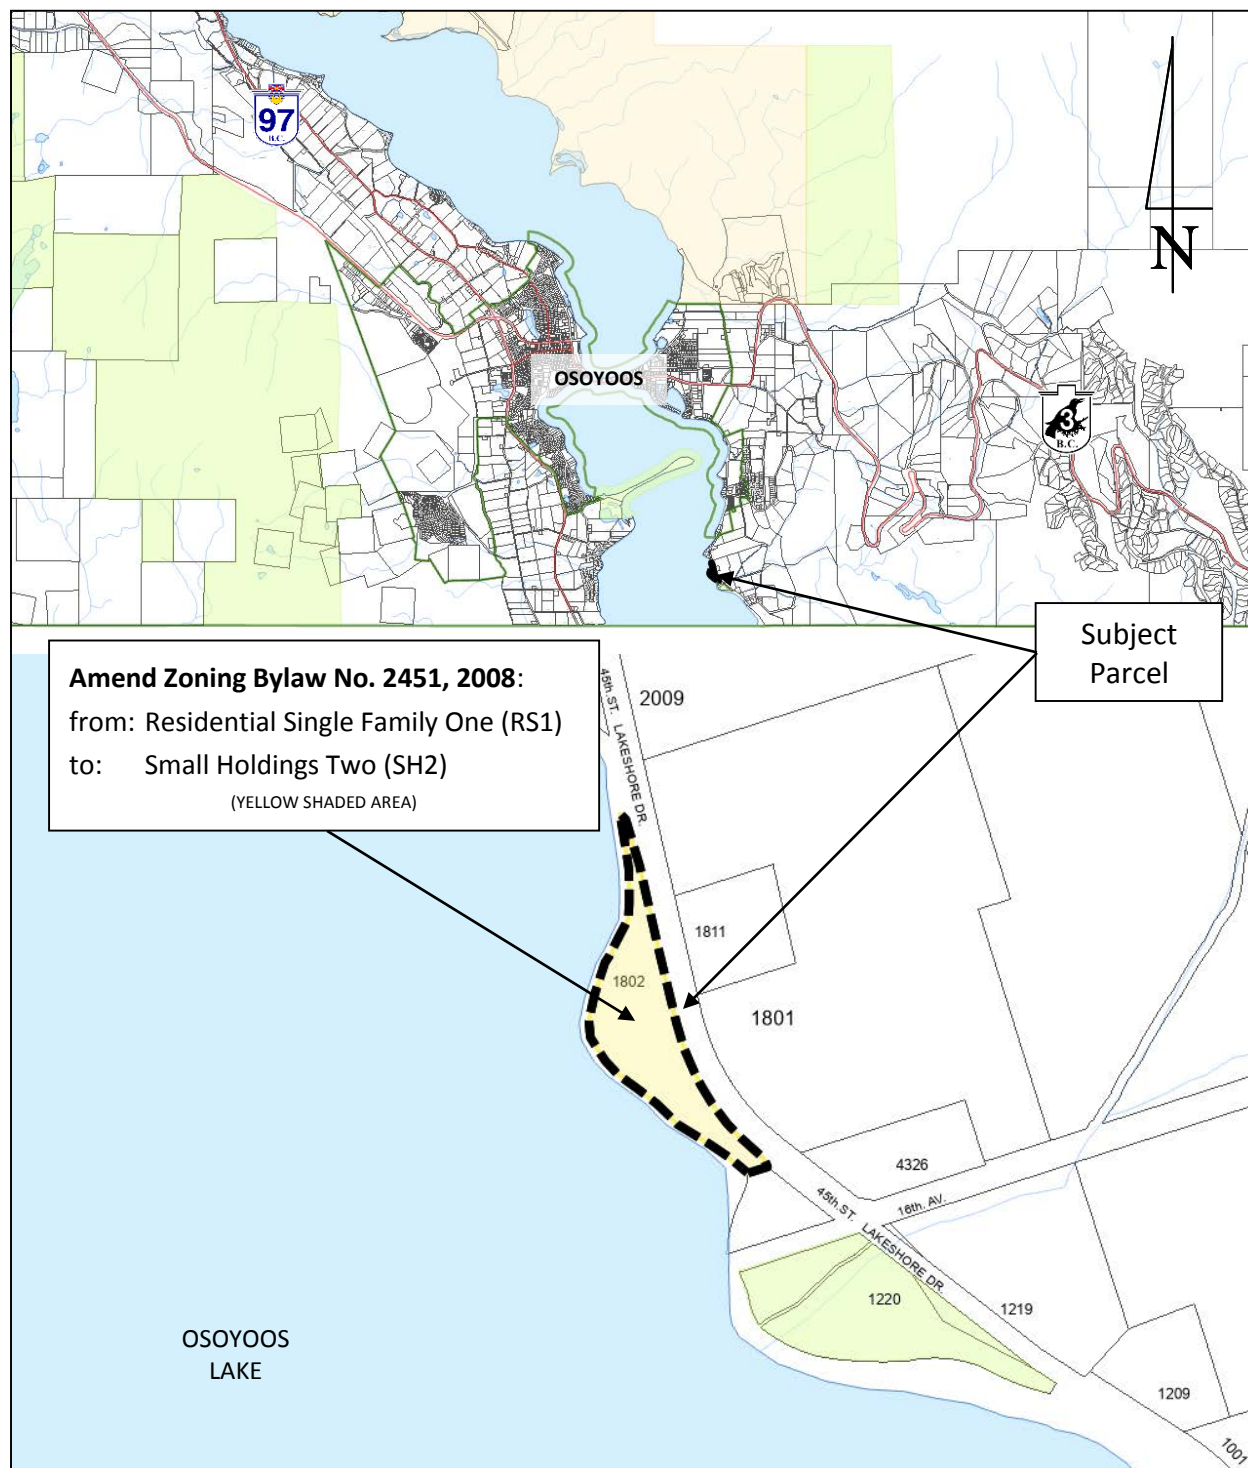 97
B.C.
N
OSOYOOS
3
B.C.
Subject
Parcel
Amend Zoning Bylaw No. 2451, 2008:
from: Residential Single Family One (RS1)
to: Small Holdings Two (SH2)
(YELLOW SHADED AREA)
45th.ST. LAKESHORE DR.
2009
1811
1802
1801
4326
16th. AV.
45th.ST. LAKESHORE DR.
1220
1219
OSOYOOS
LAKE
1209
1001